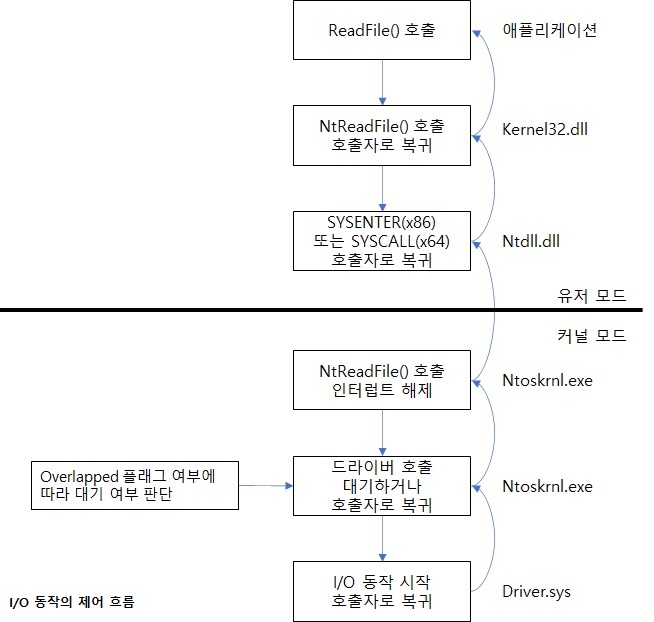 ReadFile() 호출
애플리케이션
NtReadFile() 호출
호출자로 복귀
Kernel32.dll
SYSENTER(x86)
또는 SYSCALL(x64)
호출자로 복귀
Ntdll.dll
유저 모드
커널 모드
NtReadFile() 호출
인터럽트 해제
Ntoskrnl.exe
Overlapped 플래그 여부에
따라 대기 여부 판단
드라이버 호출
대기하거나
호출자로 복귀
Ntoskrnl.exe
I/O 동작 시작
호출자로 복귀
Driver.sys
I/O 동작의 제어 흐름